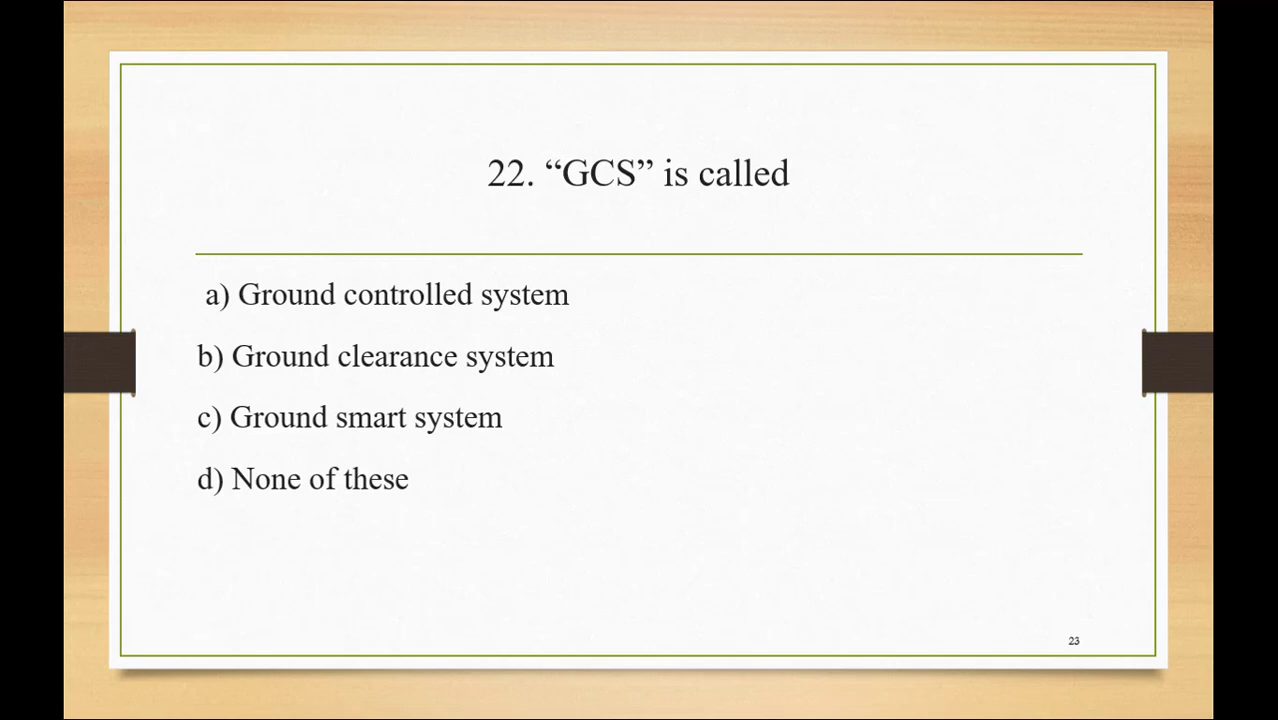 22. “GCS” is called
a) Ground controlled system
b) Ground clearance system
c) Ground smart system
d) None of these
23